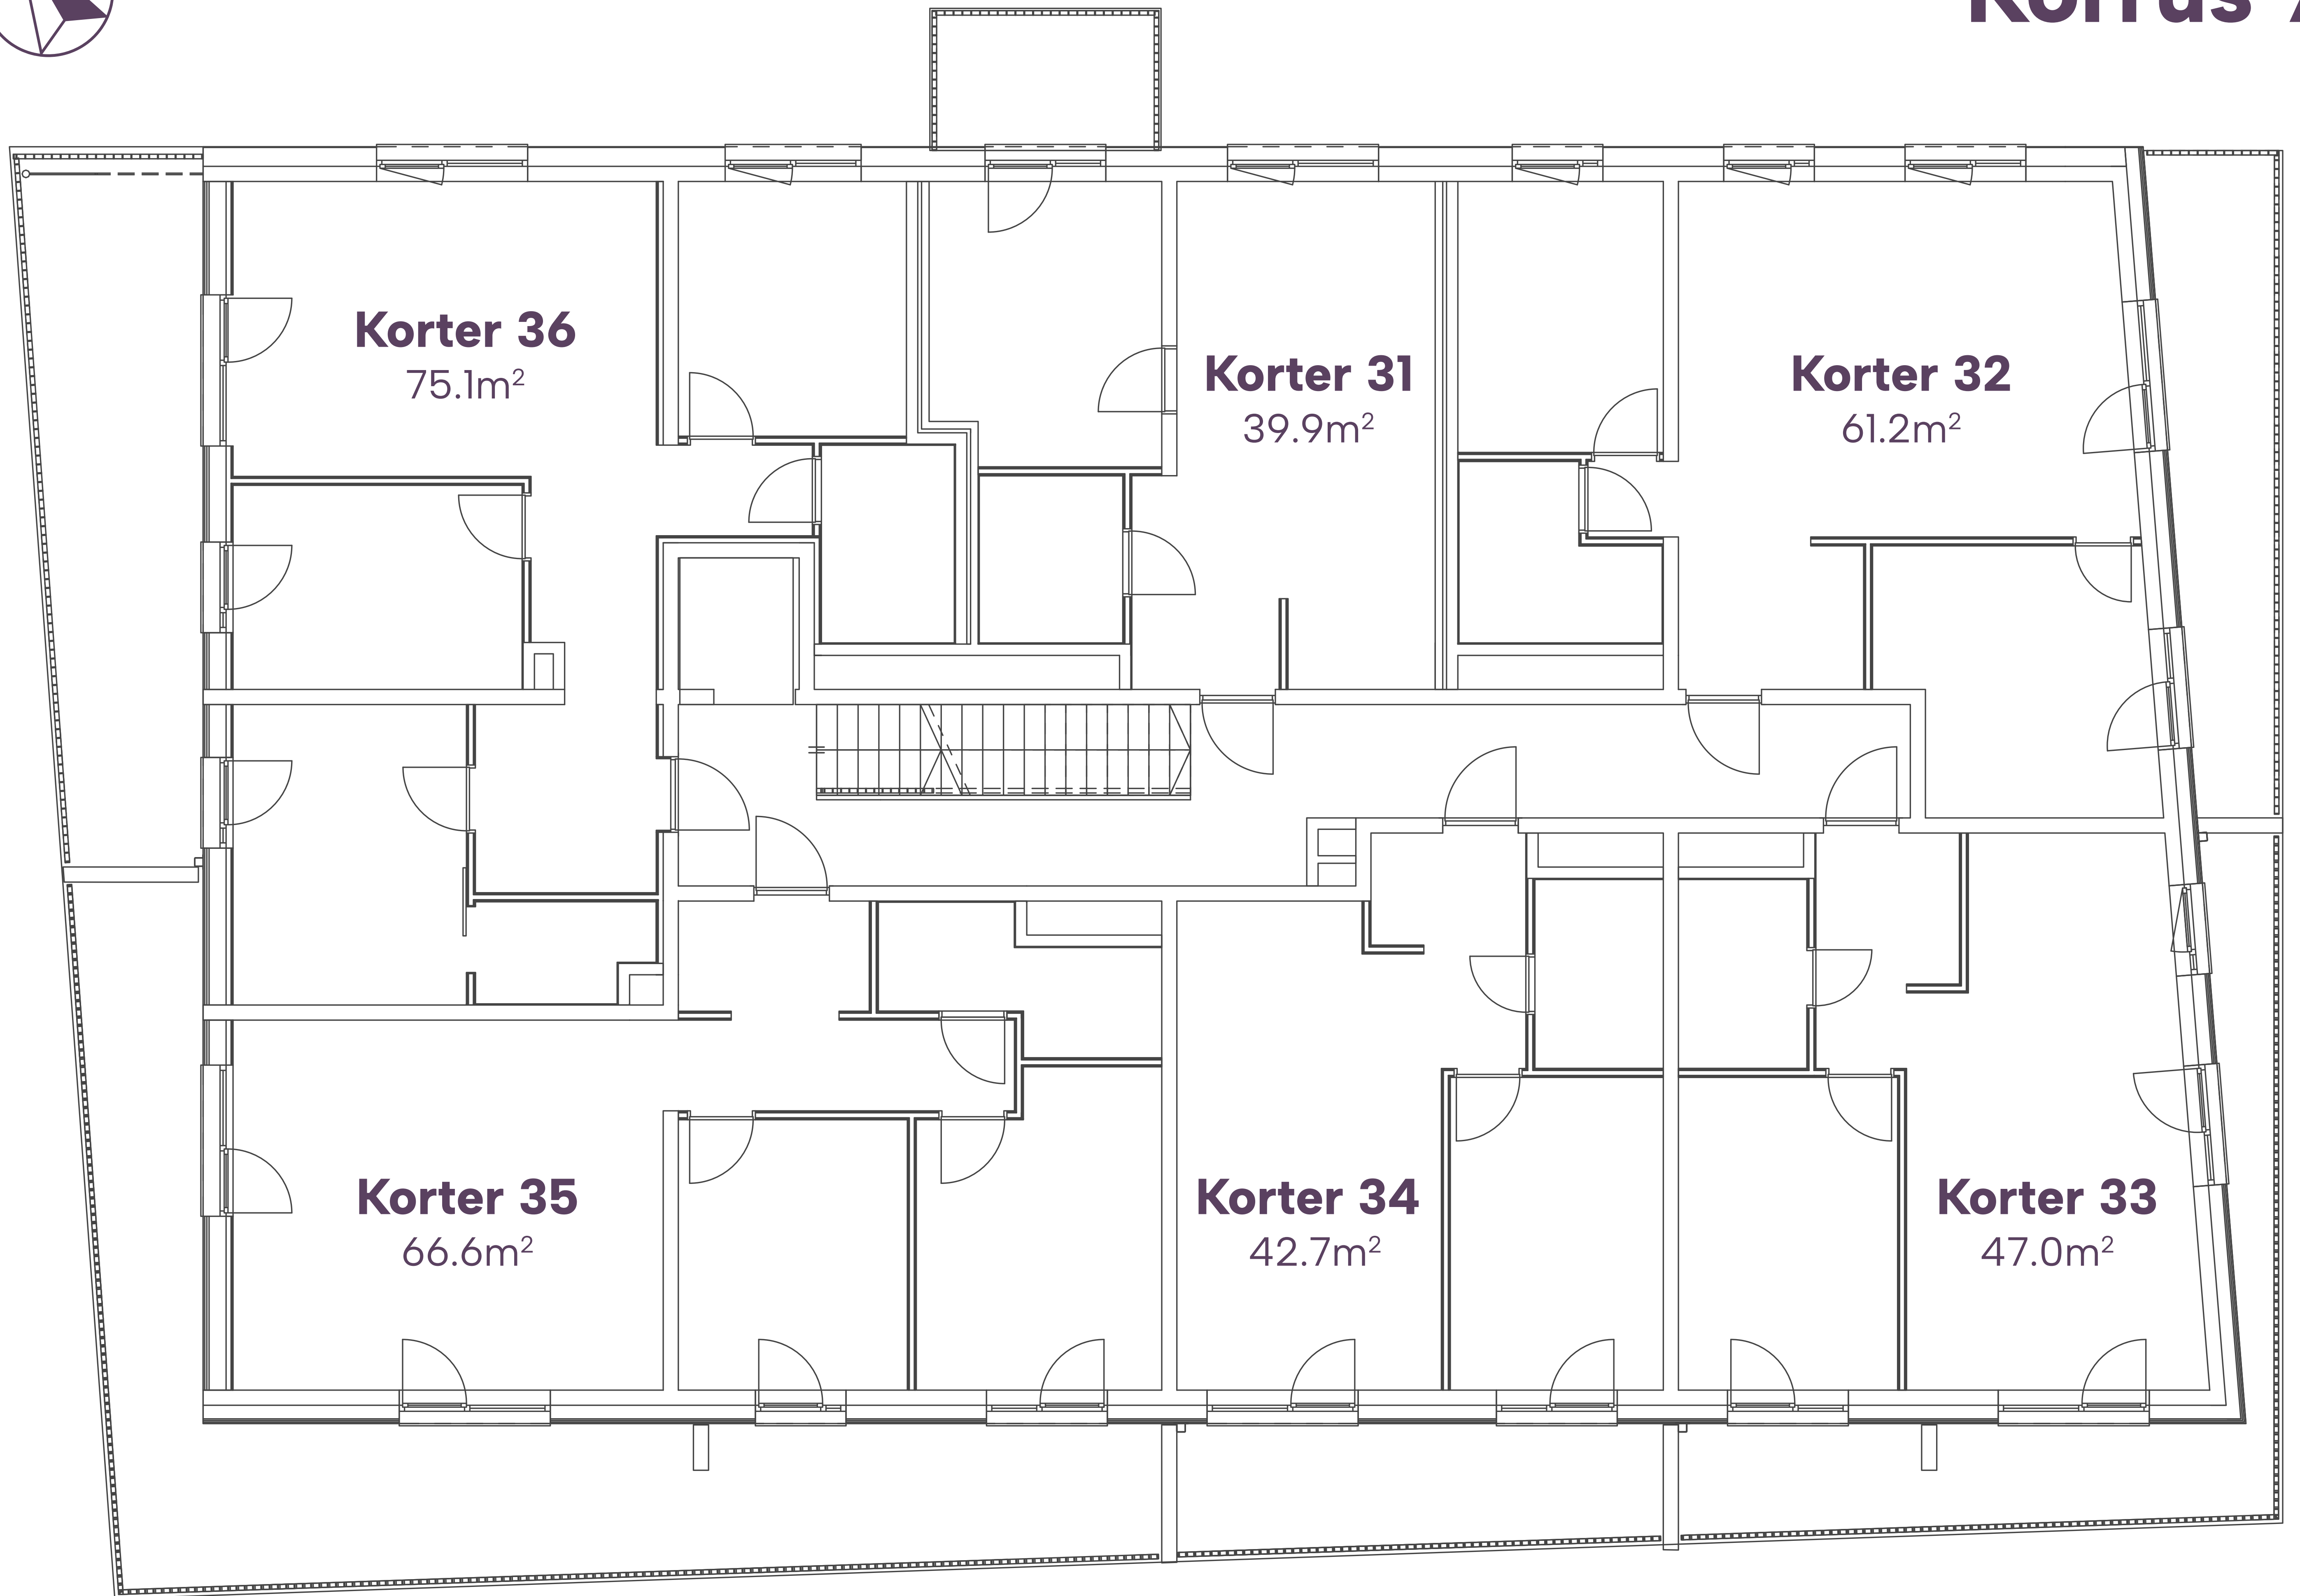 Korrus
Korter 36
75.1m²
Korter 31
39.9m²
Korter 32
61.2m²
Korter 35
66.6m²
Korter 34
42.7m²
Korter 33
47.0m²